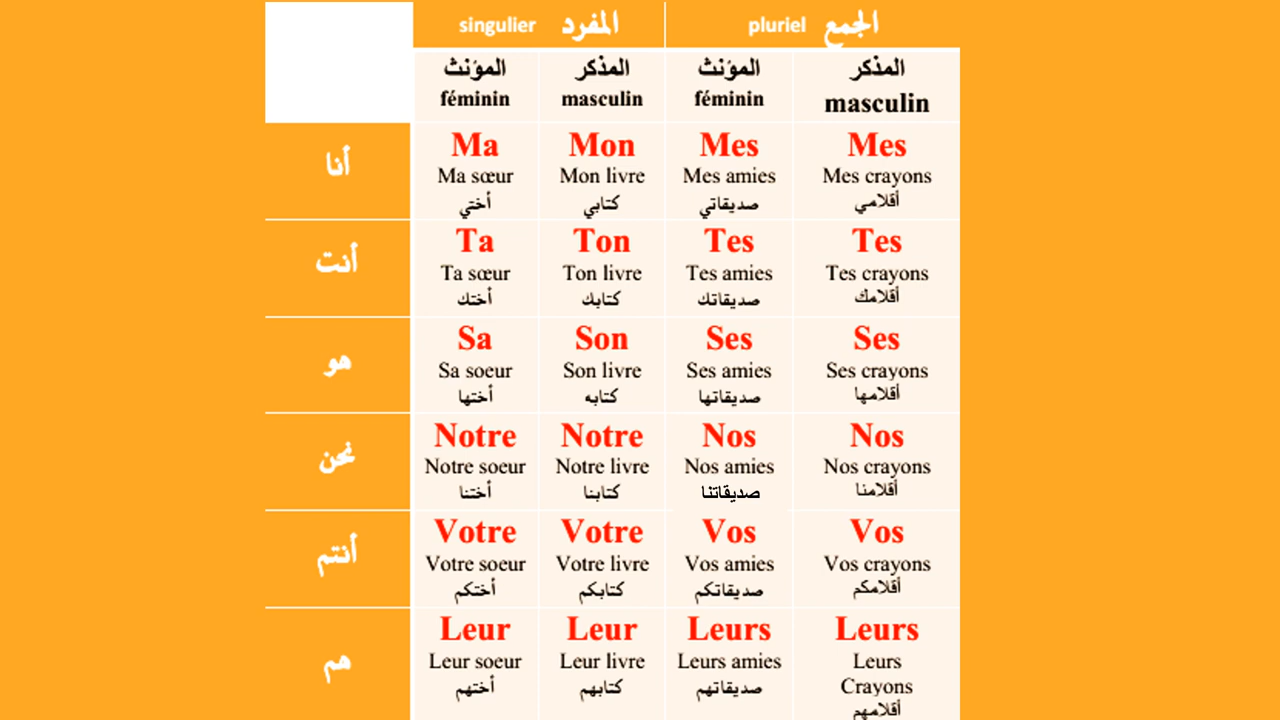 singulier المفرد
pluriel الجمع
المؤنث
féminin
المذكر
masculin
المؤنث
féminin
المذكر
masculin
أنا
Ma
Ma sœur
أختي
Mon
Mon livre
كتابي
Mes
Mes amies
صديقاتي
Mes
Mes crayons
أقلامي
أنت
Ta
Ta sœur
أختك
Ton
Ton livre
كتابك
Tes
Tes amies
صديقاتك
Tes
Tes crayons
أقلامك
هو
Sa
Sa soeur
أختها
Son
Son livre
كتابه
Ses
Ses amies
صديقاتها
Ses
Ses crayons
أقلامها
نحن
Notre
Notre soeur
أختنا
Notre
Notre livre
كتابنا
Nos
Nos amies
صديقاتنا
Nos
Nos crayons
أقلامنا
أنتم
Votre
Votre soeur
أختكم
Votre
Votre livre
كتابكم
Vos
Vos amies
صديقاتكم
Vos
Vos crayons
أقلامكم
هم
Leur
Leur soeur
أختهم
Leur
Leur livre
كتابهم
Leurs
Leurs amies
صديقاتهم
Leurs
Leurs
Crayons
أقلامهم